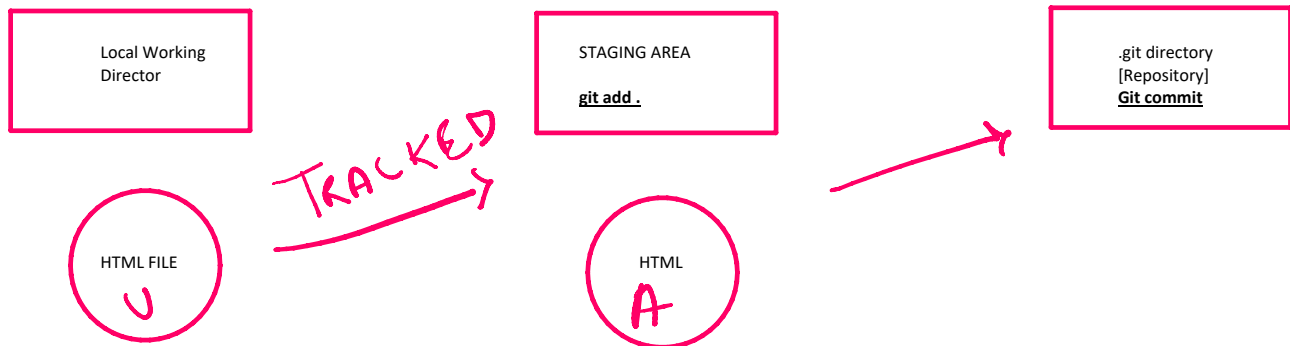 Local Working
Director
STAGING AREA
git add .
.git directory
[Repository]
Git commit
TRACKED
HTML FILE
U
HTML
A